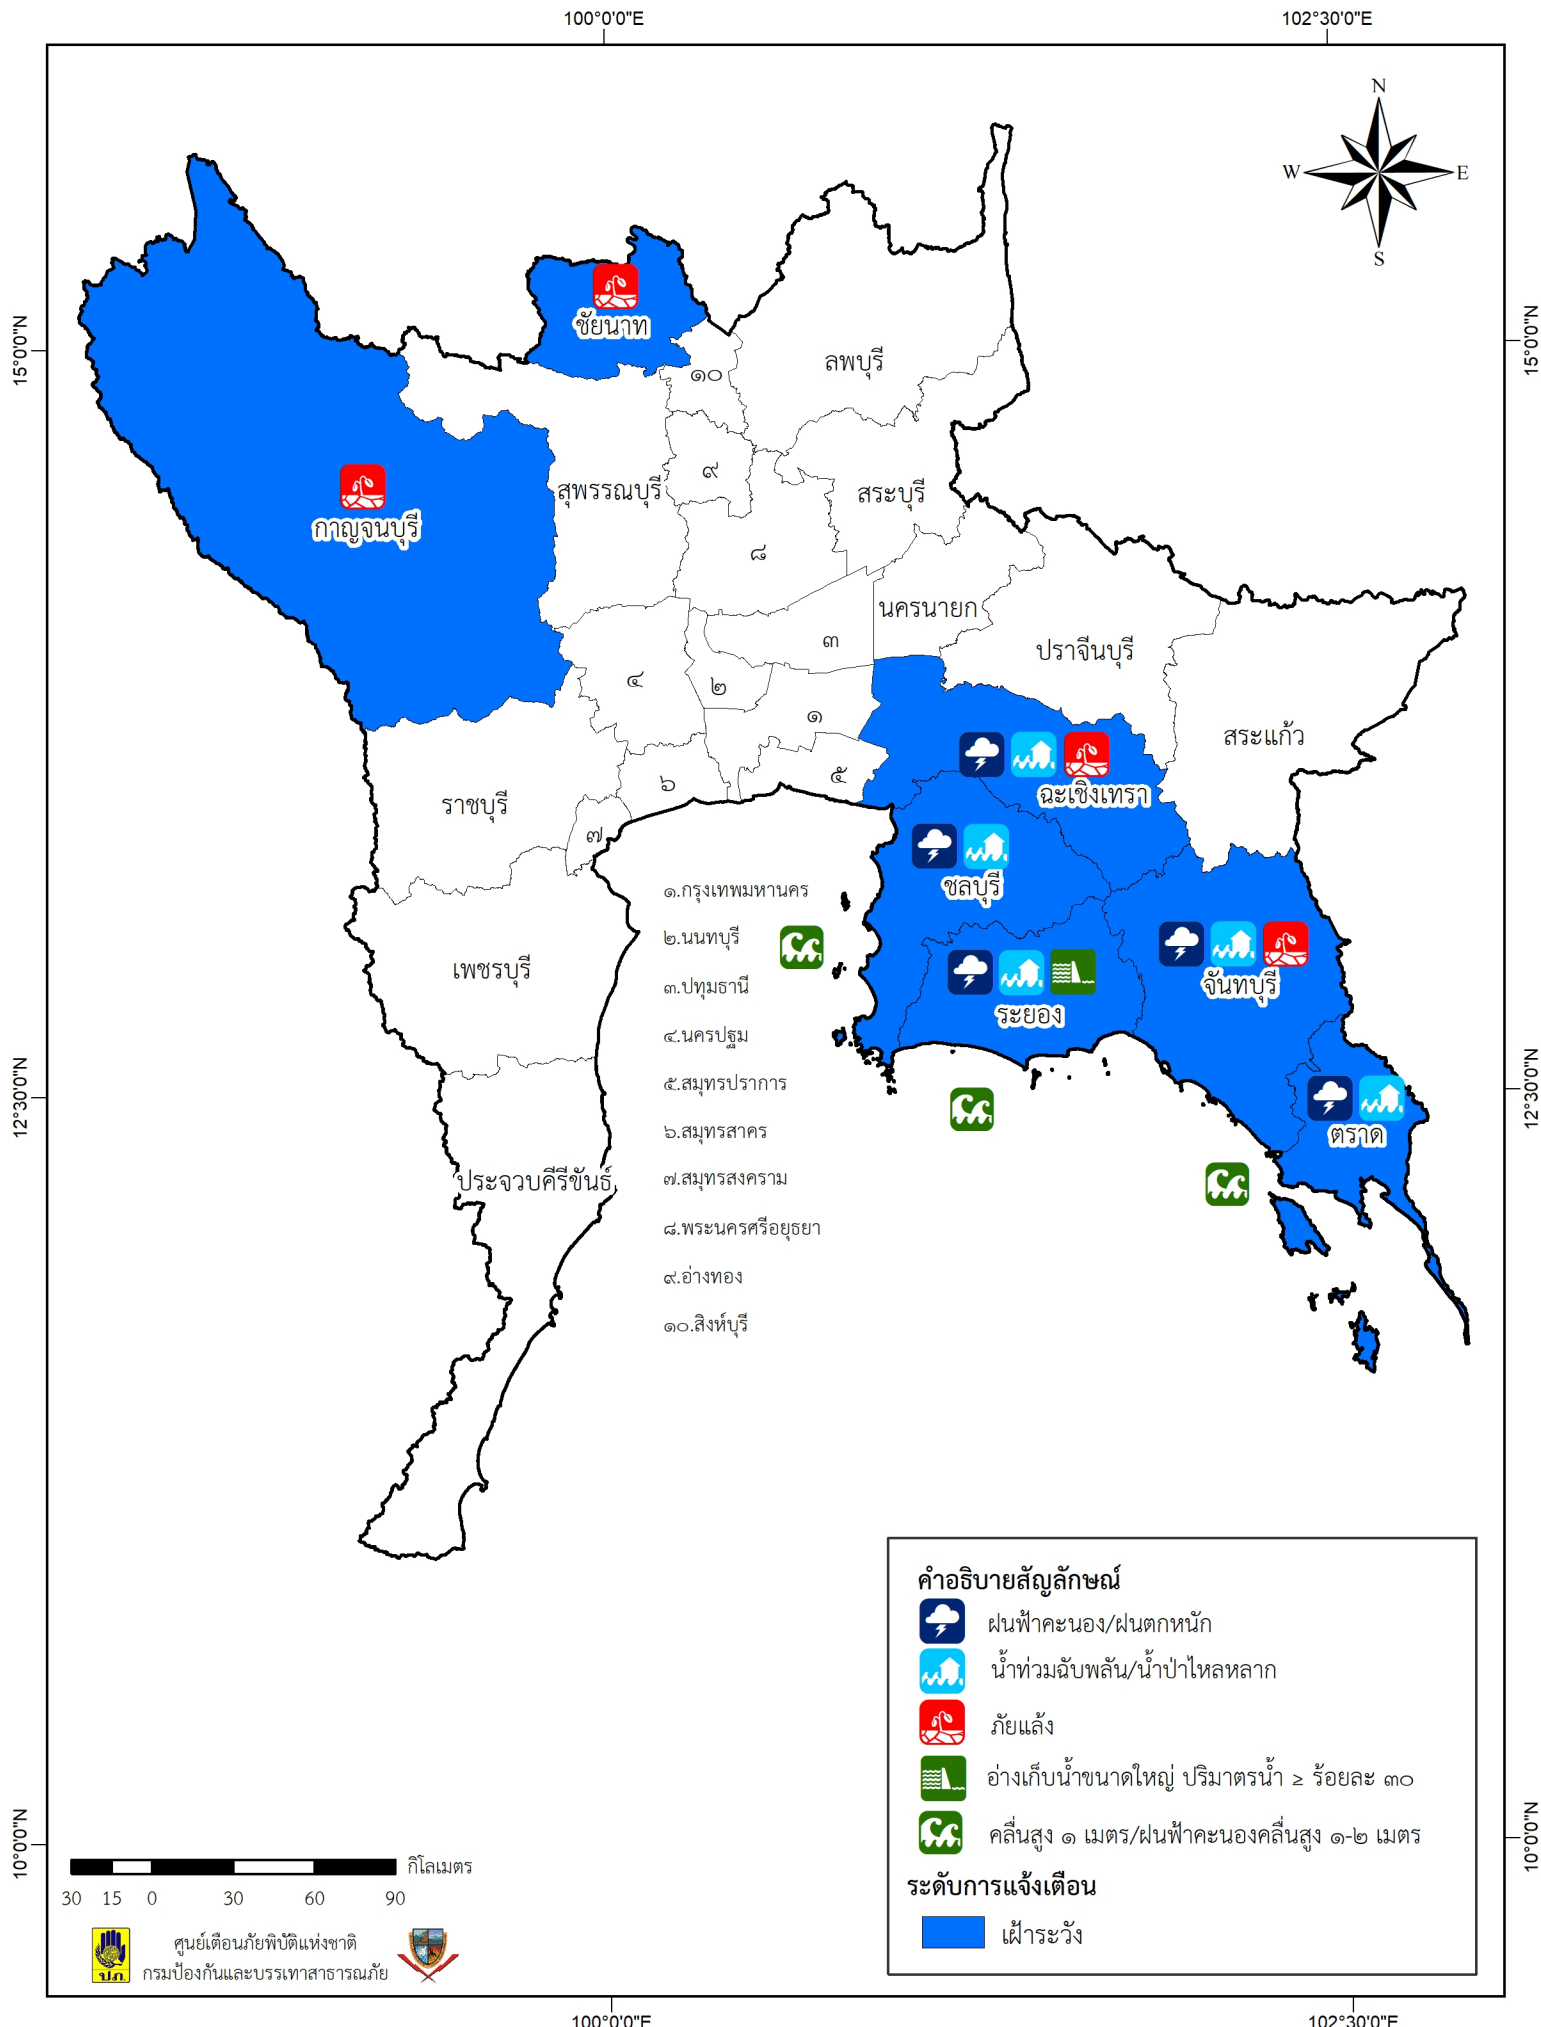 100°0'0"E
102°30'0"E
N
W
E
S
15°0'0"N
15°0'0"N
ชัยนาท
ลพบุรี
๑๐
๙
สุพรรณบุรี
สระบุรี
กาญจนบุรี
๘
นครนายก
๓
ปราจีนบุรี
๔
๒
๑
สระแก้ว
๕
๖
ราชบุรี
ฉะเชิงเทรา
๗
ชลบุรี
๑.กรุงเทพมหานคร
๒.นนทบุรี
เพชรบุรี
๓.ปทุมธานี
จันทบุรี
ระยอง
๔.นครปฐม
๕.สมุทรปราการ
12°30'0"N
12°30'0"N
๖.สมุทรสาคร
ตราด
ประจวบคีรีขันธ์
๗.สมุทรสงคราม
๘.พระนครศรีอยุธยา
๙.อ่างทอง
๑๐.สิงห์บุรี
คำอธิบายสัญลักษณ์
ฝนฟ้าคะนอง/ฝนตกหนัก
น้ำท่วมฉับพลัน/น้ำป่าไหลหลาก
ภัยแล้ง
อ่างเก็บน้ำขนาดใหญ่ ปริมาตรน้ำ ≥ ร้อยละ ๓๐
คลื่นสูง ๑ เมตร/ฝนฟ้าคะนองคลื่นสูง ๑-๒ เมตร
ระดับการแจ้งเตือน
เฝ้าระวัง
10°0'0"N
10°0'0"N
กิโลเมตร
30 15 0 30 60 90
ศูนย์เตือนภัยพิบัติแห่งชาติ
กรมป้องกันและบรรเทาสาธารณภัย
ปภ.
100°0'0"E
102°30'0"E